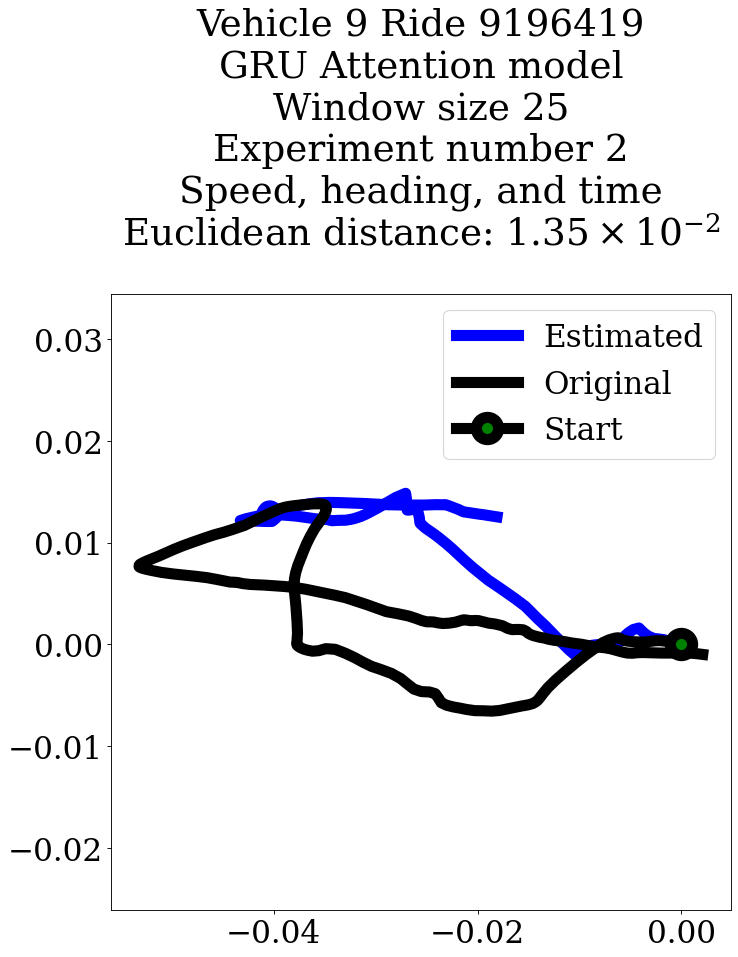 Vehicle 9 Ride 9196419
GRU Attention model
Window size 25
Experiment number 2
Speed, heading, and time
Euclidean distance: 1.35 × 10⁻²
Estimated
Original
Start
0.03
0.02
0.01
0.00
−0.01
−0.02
−0.04
−0.02
0.00